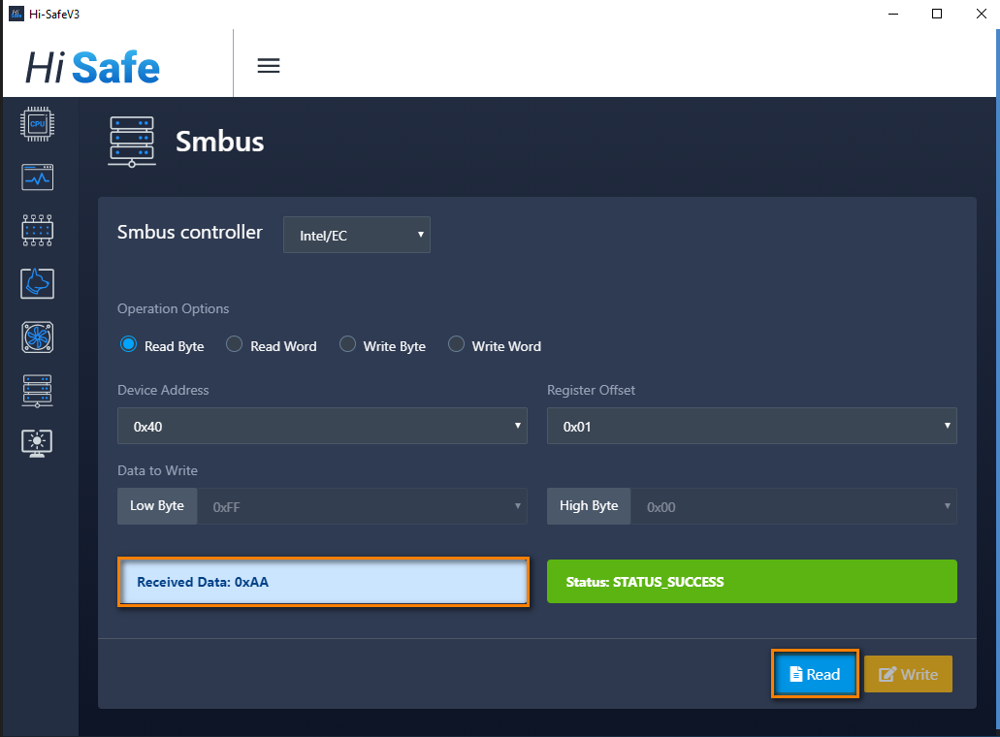 Hi-SafeV3
Hi Safe
CPU
Smbus
Smbus controller
Intel/EC
Operation Options
Read Byte Read Word Write Byte Write Word
Device Address Register Offset
0x40 0x01
Data to Write
Low Byte 0xFF High Byte 0x00
Received Data: 0xAA Status: STATUS_SUCCESS
Read Write